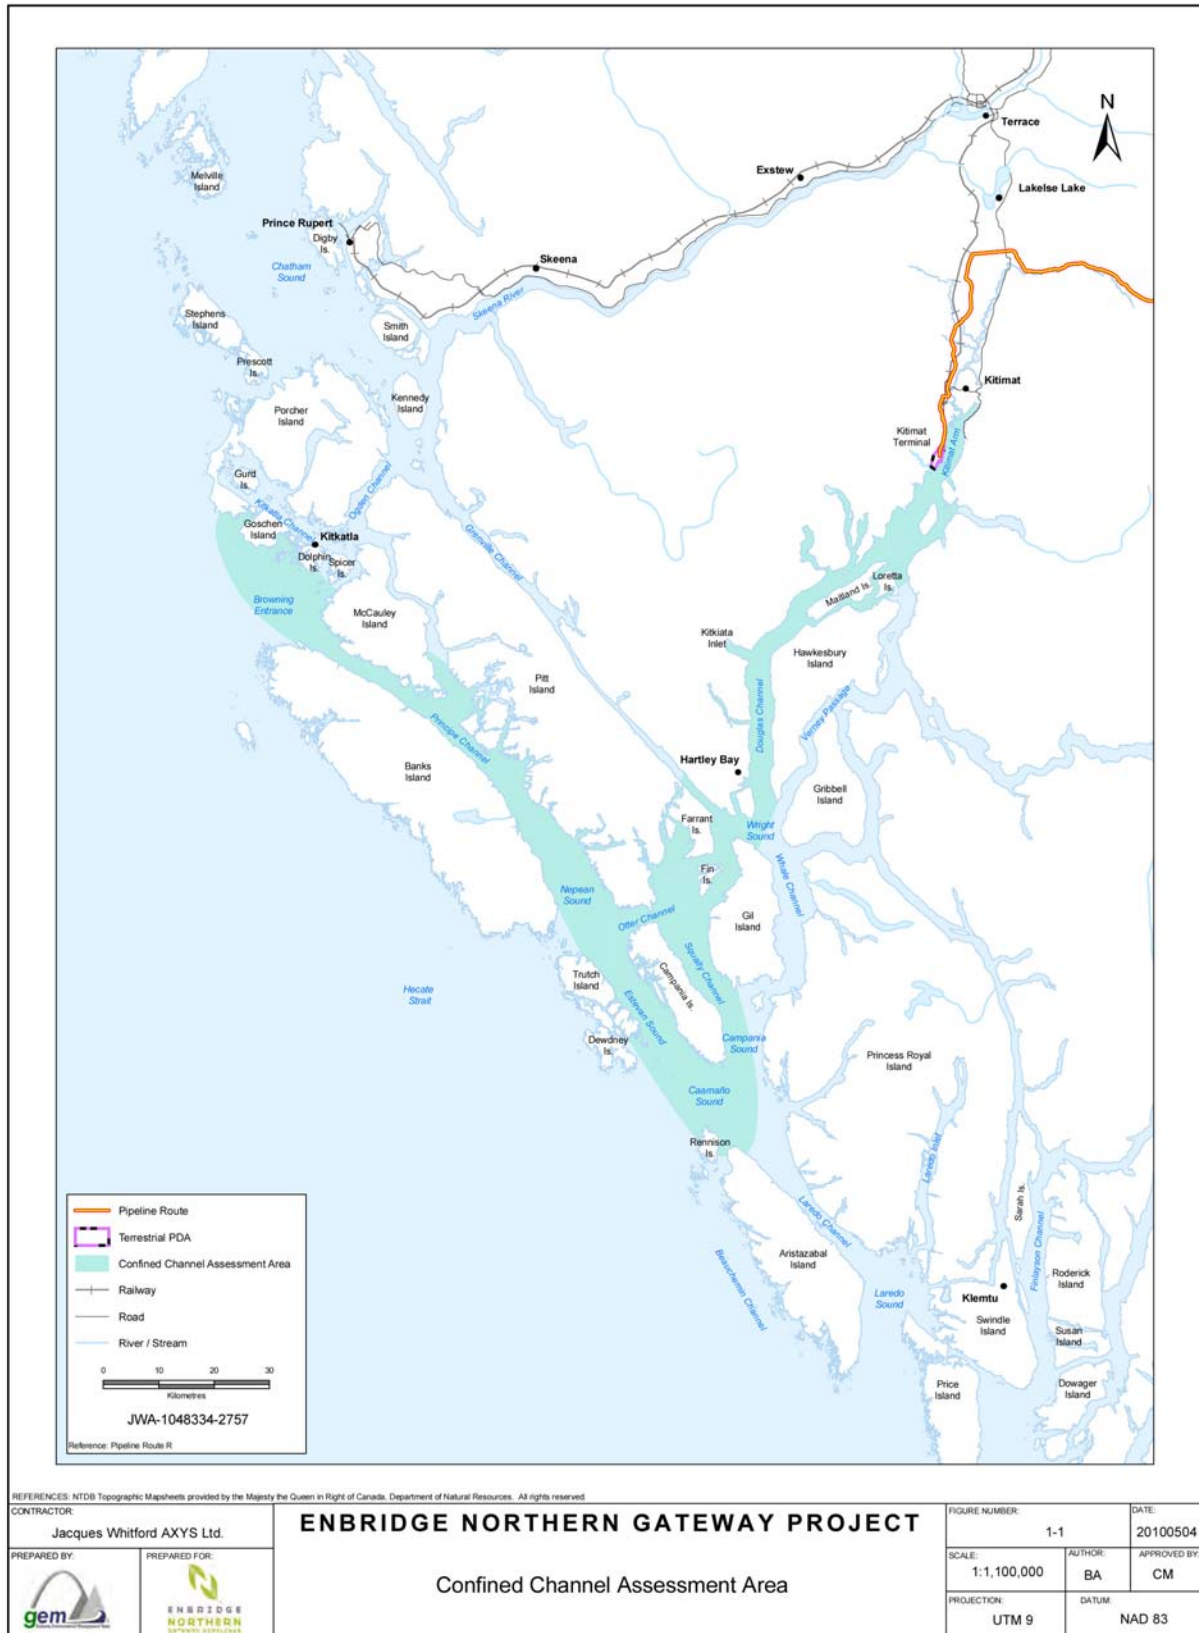 N
Terrace
Exstew
Lakelse Lake
Melville
Island
Prince Rupert
Digby
Is.
Chatham
Sound
Skeena
Skeena River
Stephens
Island
Smith
Island
Prescott
Is.
Kennedy
Island
Porcher
Island
Kitimat
Kitimat
Terminal
Kitimat Arm
Gurd
Is.
Ogden Channel
Kitkatla Channel
Goschen
Island
Kitkatla
Dolphin
Is.
Spicer
Is.
Grenville Channel
Browning
Entrance
McCauley
Island
Maitland Is.
Loretta
Is.
Kitkiata
Inlet
Hawkesbury
Island
Pitt
Island
Principe Channel
Douglas Channel
Verney Passage
Banks
Island
Hartley Bay
Gribbell
Island
Farrant
Is.
Wright
Sound
Fin
Is.
Whale Channel
Nepean
Sound
Otter Channel
Gil
Island
Squally Channel
Campania Is.
Trutch
Island
Hecate
Strait
Estevan Sound
Dewdney
Is.
Campania
Sound
Princess Royal
Island
Caamaño
Sound
Rennison
Is.
Laredo Inlet
Laredo Channel
Sarah Is.
Finlayson Channel
Aristazabal
Island
Beauchemin Channel
Laredo
Sound
Klemtu
Swindle
Island
Roderick
Island
Susan
Island
Price
Island
Dowager
Island
Pipeline Route
Terrestrial PDA
Confined Channel Assessment Area
Railway
Road
River / Stream
0 10 20 30
Kilometres
JWA-1048334-2757
Reference: Pipeline Route R
REFERENCES: NTDB Topographic Mapsheets provided by the Majesty the Queen in Right of Canada, Department of Natural Resources. All rights reserved
CONTRACTOR:
Jacques Whitford AXYS Ltd.
PREPARED BY:
gem
PREPARED FOR:
ENBRIDGE
NORTHERN
ENBRIDGE NORTHERN GATEWAY PROJECT
Confined Channel Assessment Area
FIGURE NUMBER:
1-1
DATE:
20100504
SCALE:
1:1,100,000
AUTHOR:
BA
APPROVED BY:
CM
PROJECTION:
UTM 9
DATUM:
NAD 83